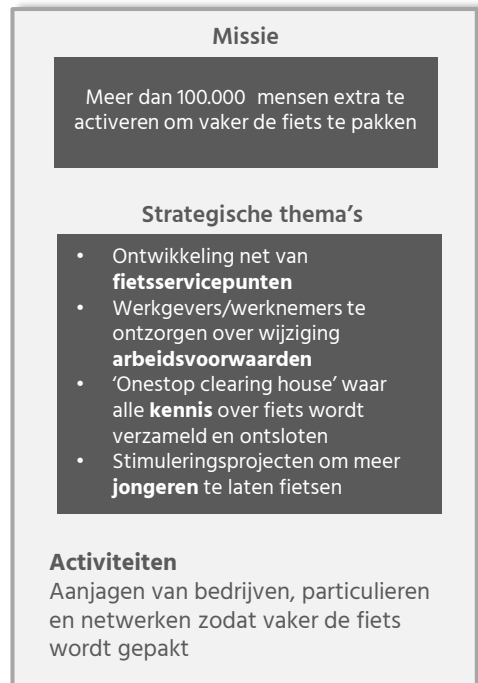 Missie
Meer dan 100.000 mensen extra te
activeren om vaker de fiets te pakken
Strategische thema's
• Ontwikkeling net van
fietsservicepunten
• Werkgevers/werknemers te
ontzorgen over wijziging
arbeidsvoorwaarden
• 'Onestop clearing house' waar
alle kennis over fiets wordt
verzameld en ontsloten
• Stimuleringsprojecten om meer
jongeren te laten fietsen
Activiteiten
Aanjagen van bedrijven, particulieren
en netwerken zodat vaker de fiets
wordt gepakt